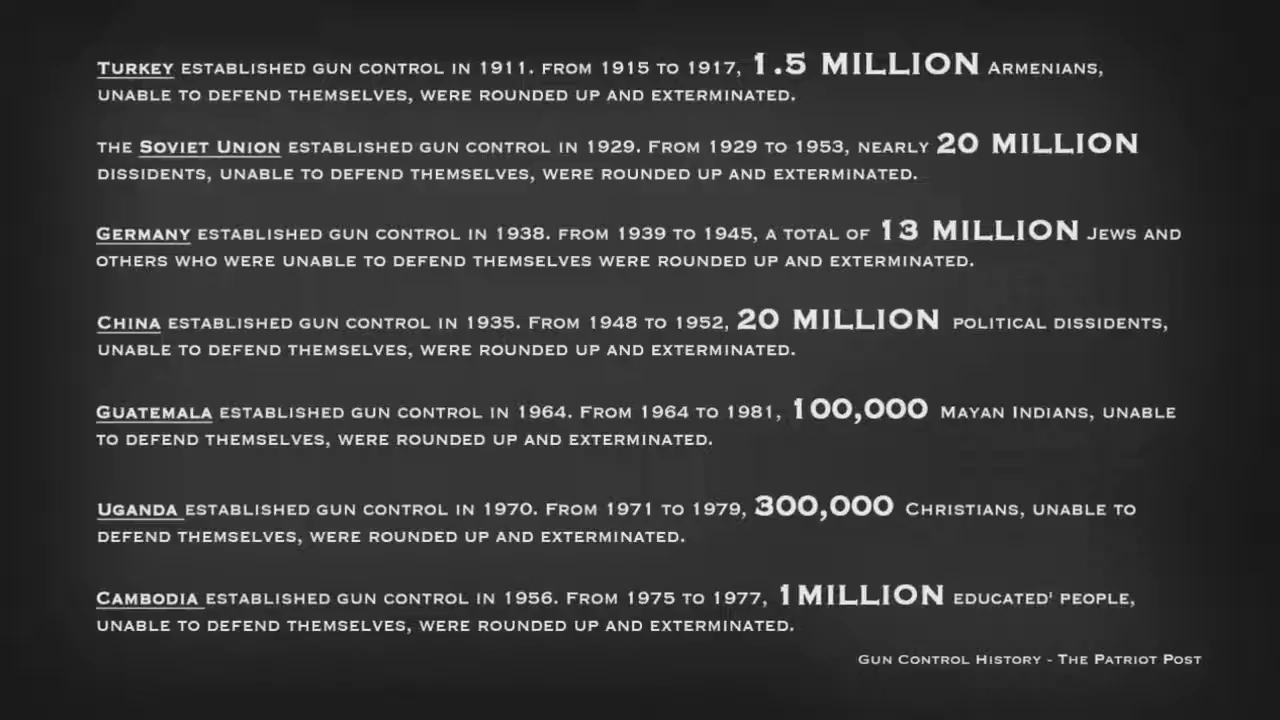 TURKEY ESTABLISHED GUN CONTROL IN 1911. FROM 1915 TO 1917, 1.5 MILLION ARMENIANS,
UNABLE TO DEFEND THEMSELVES, WERE ROUNDED UP AND EXTERMINATED.
THE SOVIET UNION ESTABLISHED GUN CONTROL IN 1929. FROM 1929 TO 1953, NEARLY 20 MILLION
DISSIDENTS, UNABLE TO DEFEND THEMSELVES, WERE ROUNDED UP AND EXTERMINATED.
GERMANY ESTABLISHED GUN CONTROL IN 1938. FROM 1939 TO 1945, A TOTAL OF 13 MILLION JEWS AND
OTHERS WHO WERE UNABLE TO DEFEND THEMSELVES WERE ROUNDED UP AND EXTERMINATED.
CHINA ESTABLISHED GUN CONTROL IN 1935. FROM 1948 TO 1952, 20 MILLION POLITICAL DISSIDENTS,
UNABLE TO DEFEND THEMSELVES, WERE ROUNDED UP AND EXTERMINATED.
GUATEMALA ESTABLISHED GUN CONTROL IN 1964. FROM 1964 TO 1981, 100,000 MAYAN INDIANS, UNABLE
TO DEFEND THEMSELVES, WERE ROUNDED UP AND EXTERMINATED.
UGANDA ESTABLISHED GUN CONTROL IN 1970. FROM 1971 TO 1979, 300,000 CHRISTIANS, UNABLE TO
DEFEND THEMSELVES, WERE ROUNDED UP AND EXTERMINATED.
CAMBODIA ESTABLISHED GUN CONTROL IN 1956. FROM 1975 TO 1977, 1MILLION EDUCATED' PEOPLE,
UNABLE TO DEFEND THEMSELVES, WERE ROUNDED UP AND EXTERMINATED.
GUN CONTROL HISTORY - THE PATRIOT POST